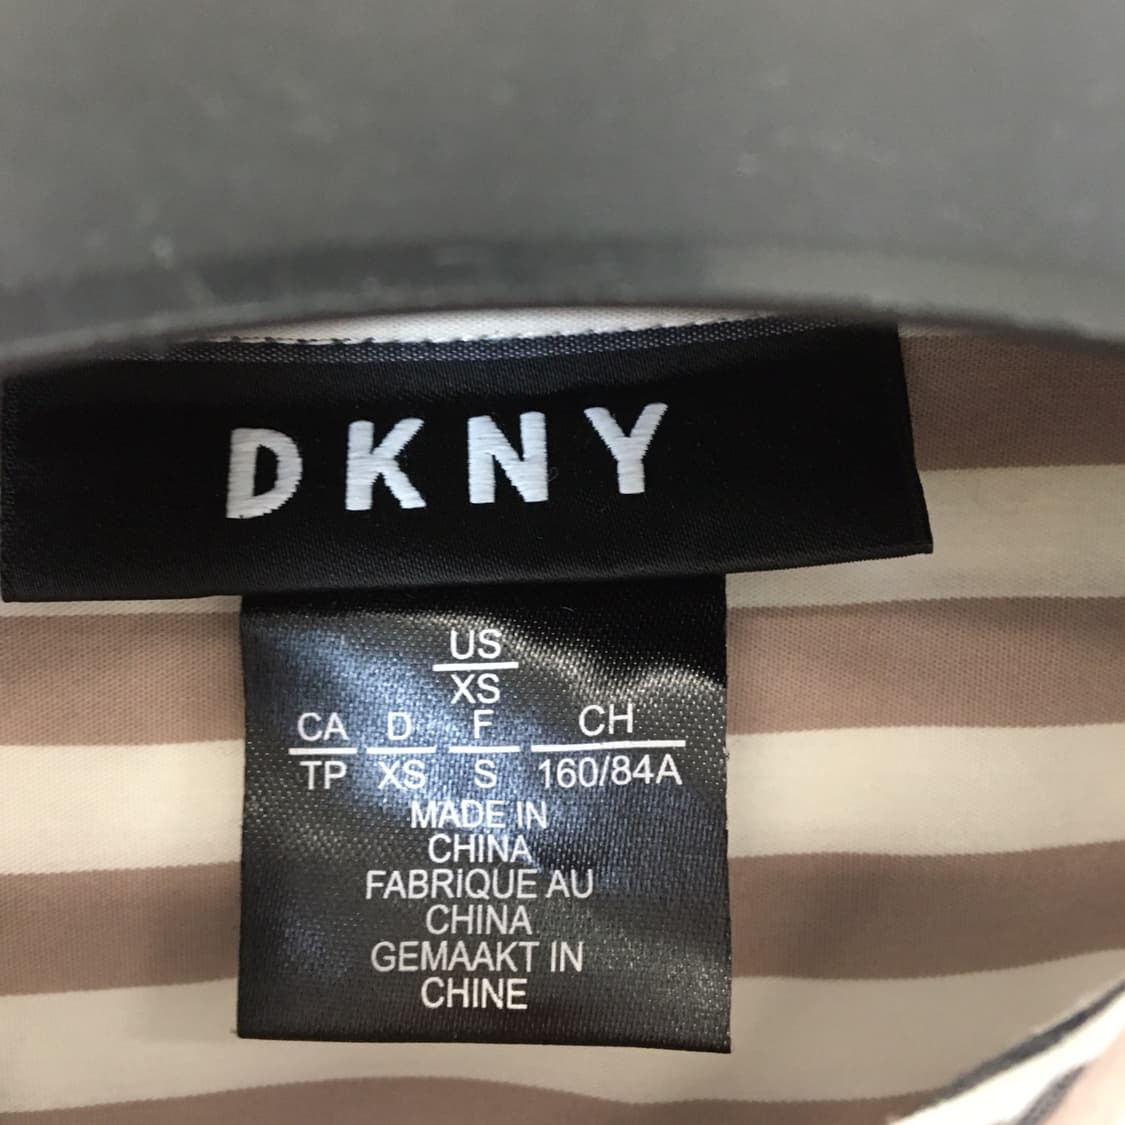 DKNY
US
XS
CA D F CH
TP XS S 160/84A
MADE IN
CHINA
FABRIQUE AU
CHINA
GEMAAKT IN
CHINE